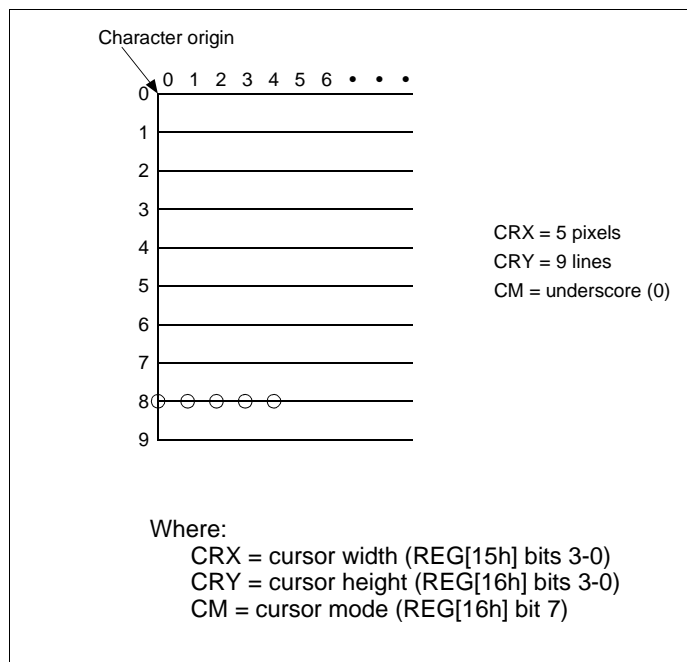 Character origin
0 1 2 3 4 5 6 • • •
0
1
2
3
CRX = 5 pixels
4
CRY = 9 lines
5
CM = underscore (0)
6
7
8
9
Where:
CRX = cursor width (REG[15h] bits 3-0)
CRY = cursor height (REG[16h] bits 3-0)
CM = cursor mode (REG[16h] bit 7)